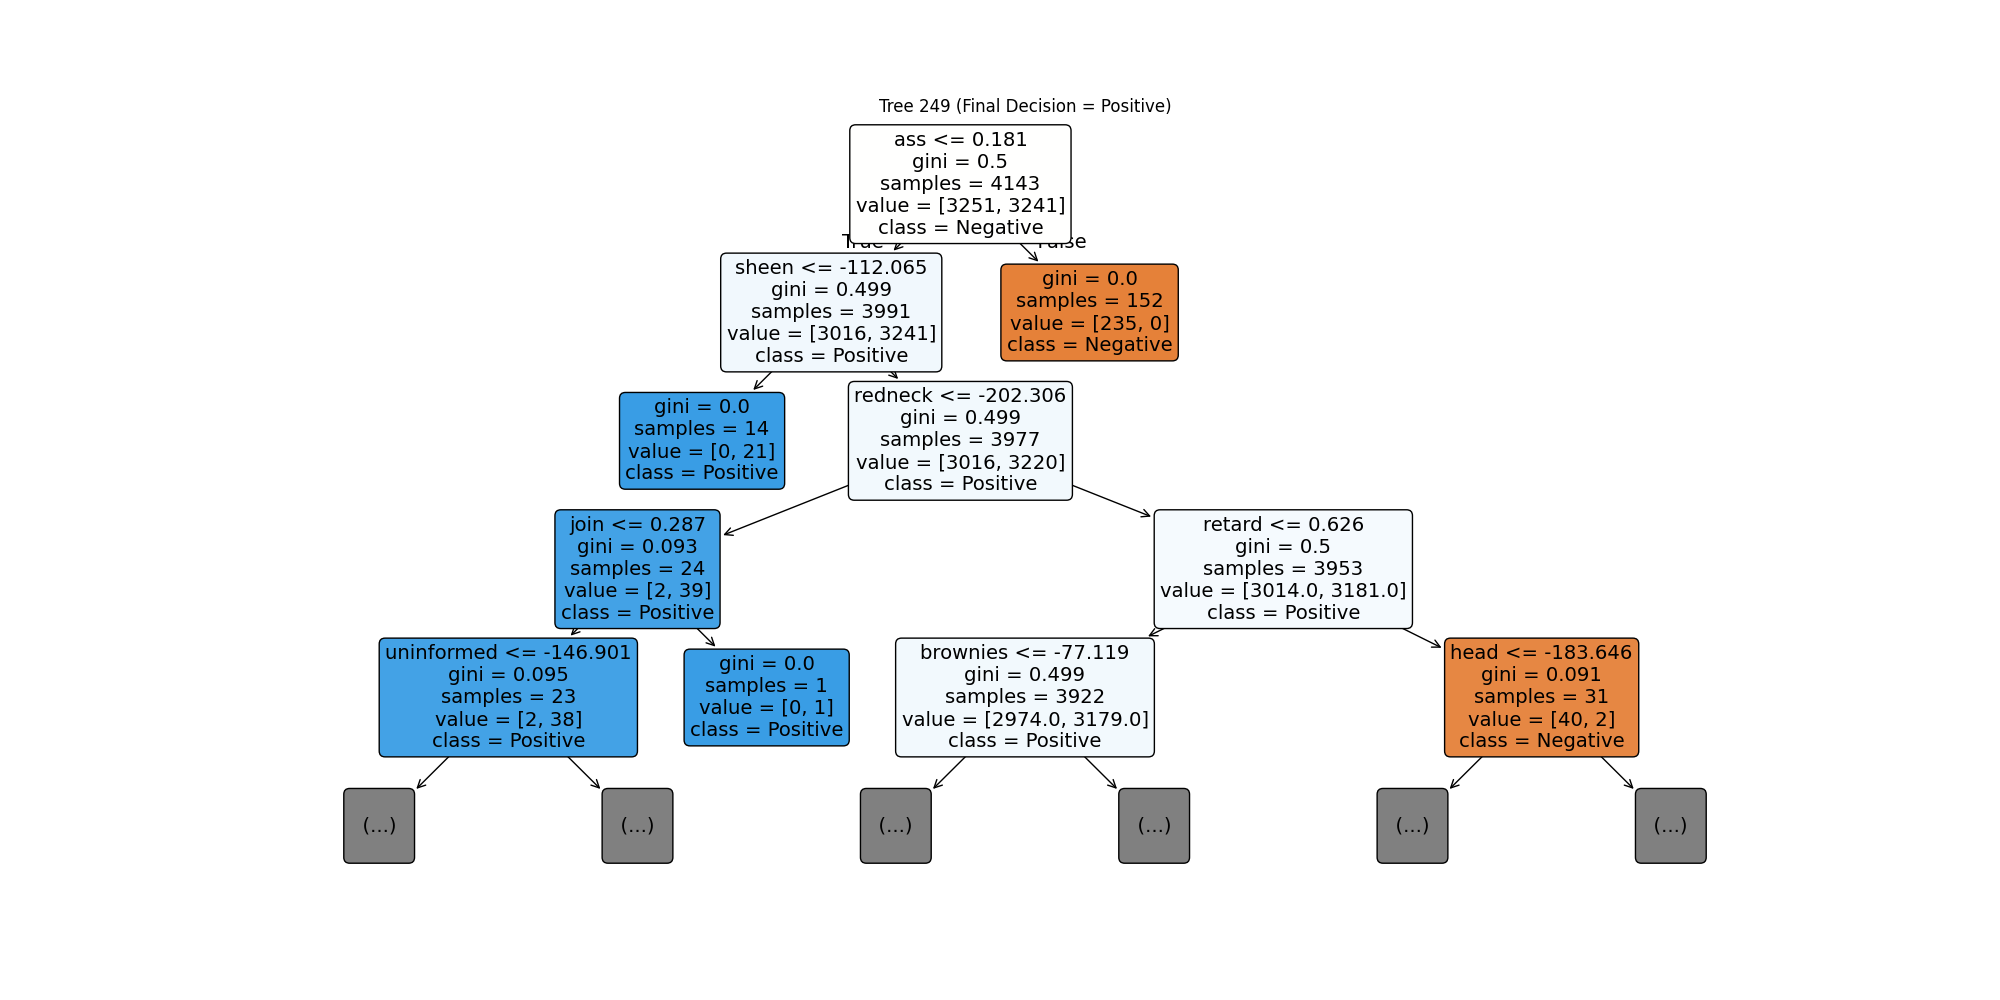 Tree 249 (Final Decision = Positive)
ass <= 0.181
gini = 0.5
samples = 4143
value = [3251, 3241]
class = Negative
True
False
sheen <= -112.065
gini = 0.499
samples = 3991
value = [3016, 3241]
class = Positive
gini = 0.0
samples = 152
value = [235, 0]
class = Negative
gini = 0.0
samples = 14
value = [0, 21]
class = Positive
redneck <= -202.306
gini = 0.499
samples = 3977
value = [3016, 3220]
class = Positive
join <= 0.287
gini = 0.093
samples = 24
value = [2, 39]
class = Positive
retard <= 0.626
gini = 0.5
samples = 3953
value = [3014.0, 3181.0]
class = Positive
uninformed <= -146.901
gini = 0.095
samples = 23
value = [2, 38]
class = Positive
gini = 0.0
samples = 1
value = [0, 1]
class = Positive
brownies <= -77.119
gini = 0.499
samples = 3922
value = [2974.0, 3179.0]
class = Positive
head <= -183.646
gini = 0.091
samples = 31
value = [40, 2]
class = Negative
(...)
(...)
(...)
(...)
(...)
(...)